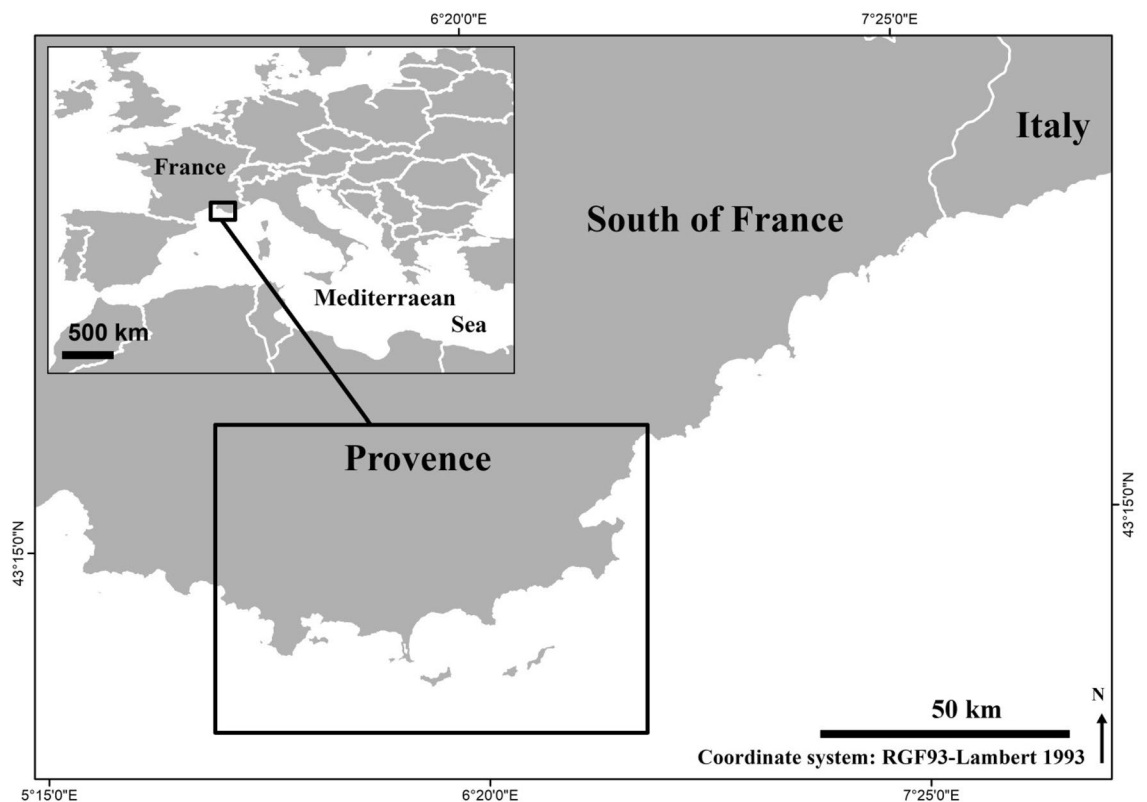 6°20'0"E
7°25'0"E
France
Mediterraean
Sea
500 km
Italy
South of France
Provence
43°15'0"N
43°15'0"N
50 km
N
Coordinate system: RGF93-Lambert 1993
5°15'0"E
6°20'0"E
7°25'0"E